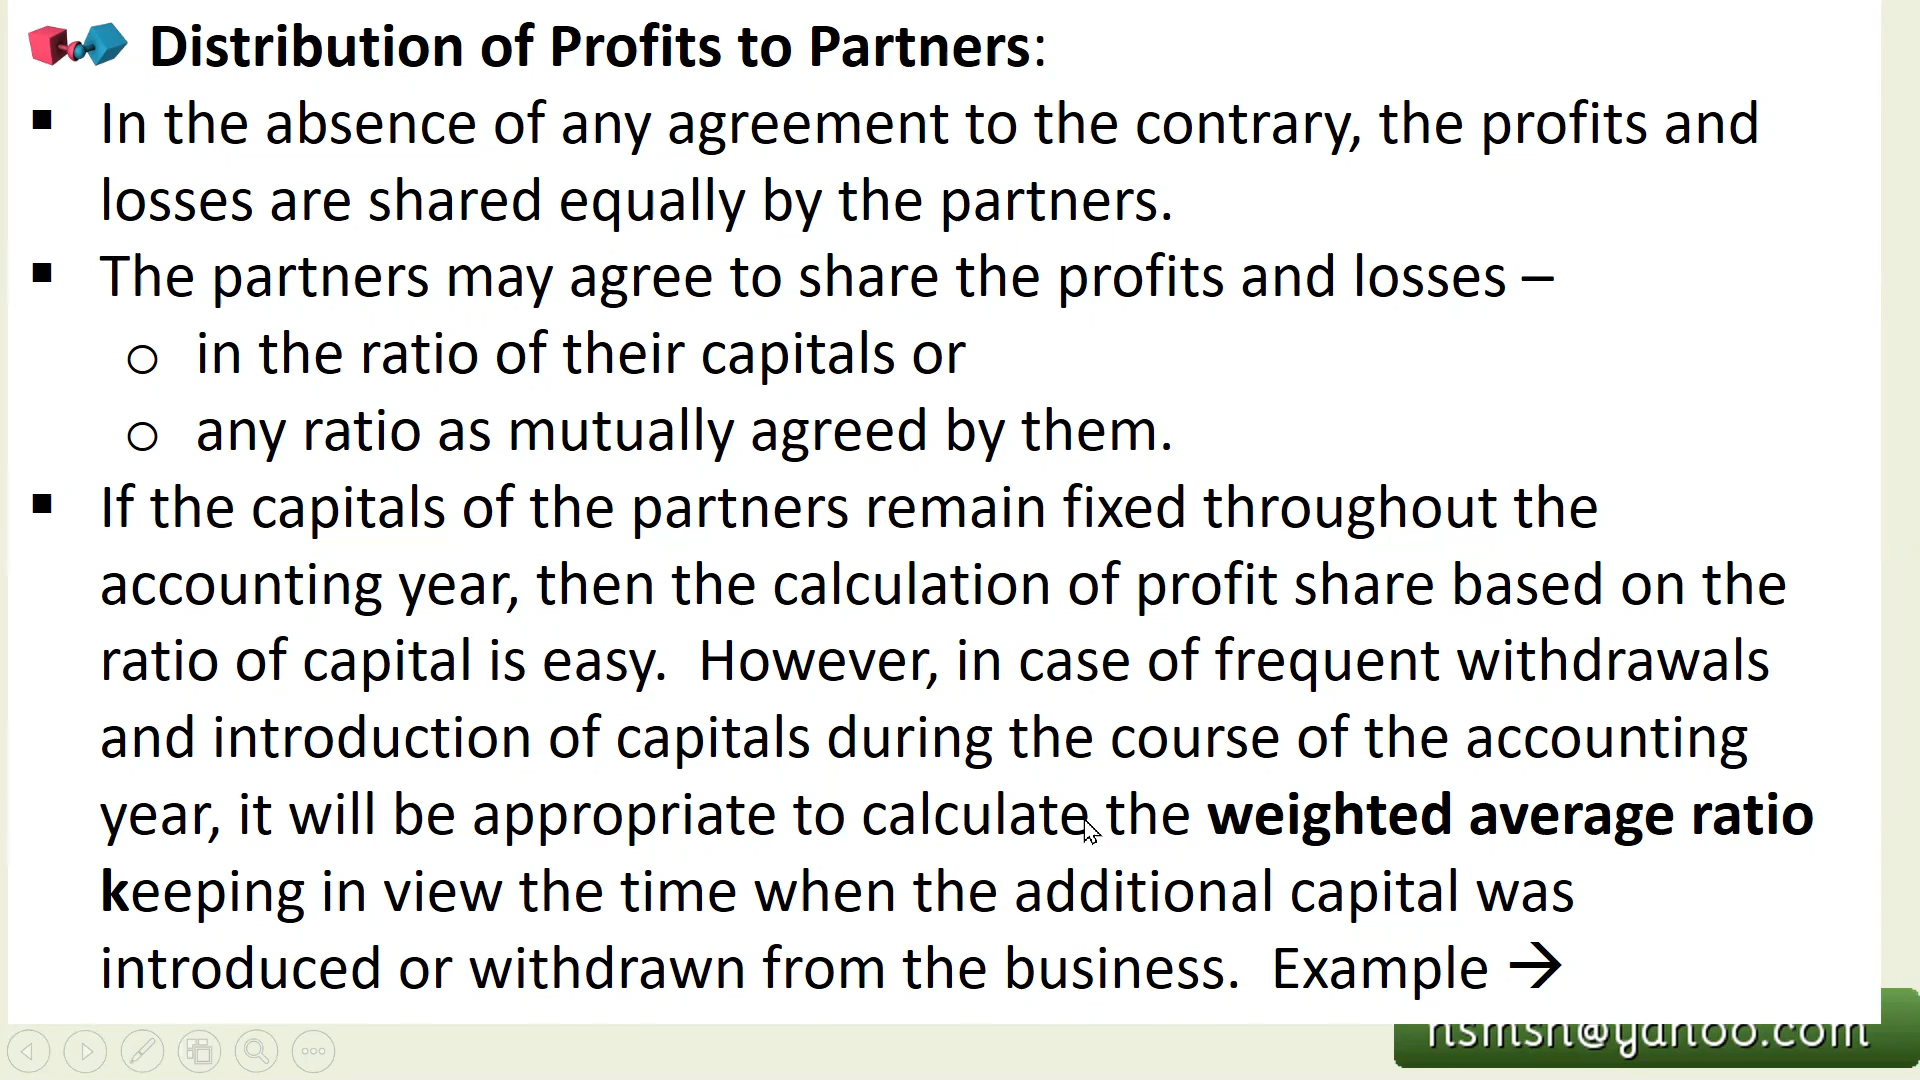 Distribution of Profits to Partners:
▪ In the absence of any agreement to the contrary, the profits and
losses are shared equally by the partners.
▪ The partners may agree to share the profits and losses –
o in the ratio of their capitals or
o any ratio as mutually agreed by them.
▪ If the capitals of the partners remain fixed throughout the
accounting year, then the calculation of profit share based on the
ratio of capital is easy. However, in case of frequent withdrawals
and introduction of capitals during the course of the accounting
year, it will be appropriate to calculate the weighted average ratio
keeping in view the time when the additional capital was
introduced or withdrawn from the business. Example →
nsmsn@yahoo.com